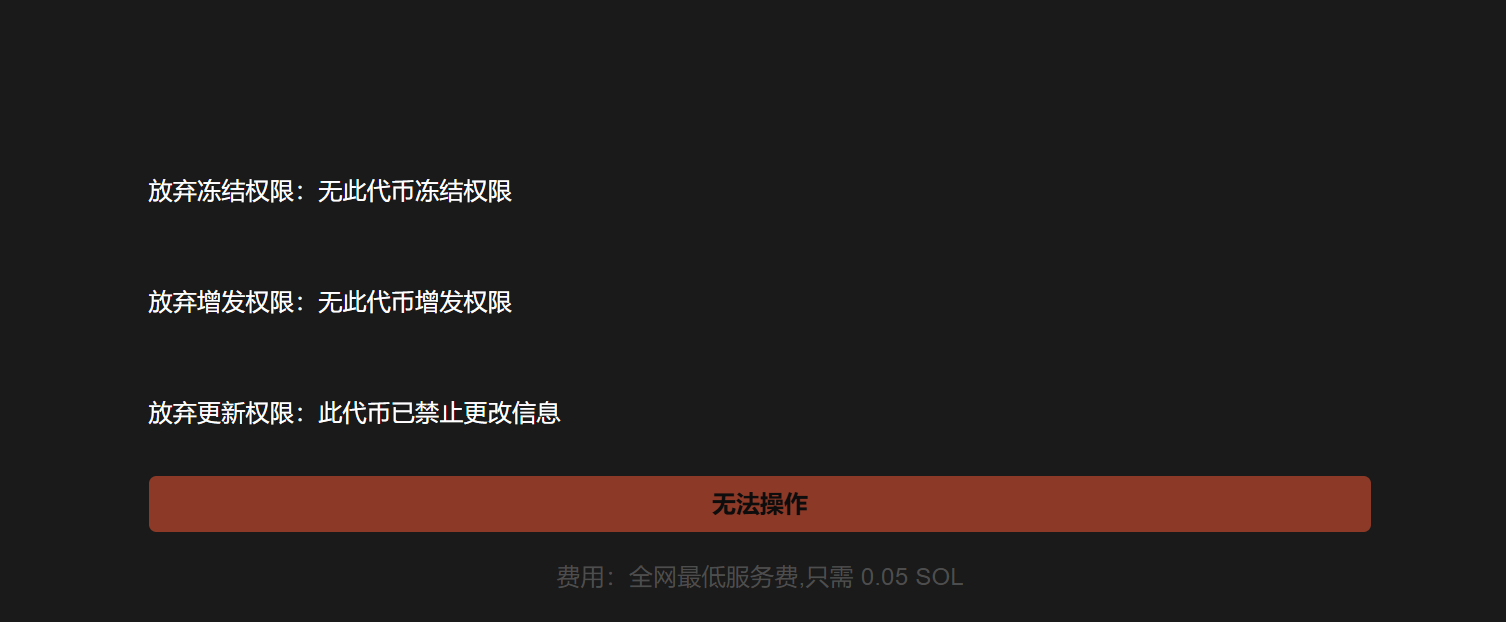 放弃冻结权限：无此代币冻结权限
放弃增发权限：无此代币增发权限
放弃更新权限：此代币已禁止更改信息
无法操作
费用：全网最低服务费,只需 0.05 SOL